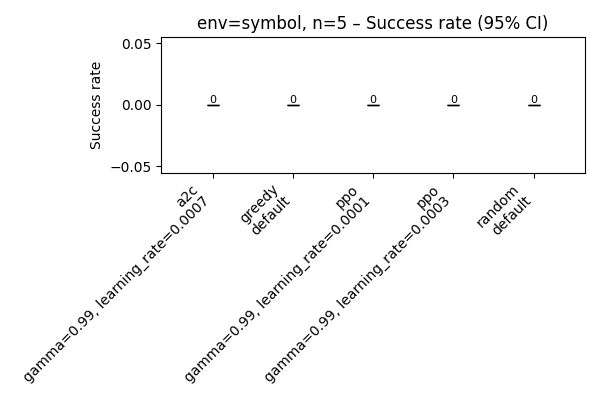 env=symbol, n=5 – Success rate (95% CI)
Success rate
0.05
0.00
−0.05
0
0
0
0
0
a2c
gamma=0.99, learning_rate=0.0007
greedy
default
ppo
gamma=0.99, learning_rate=0.0001
ppo
gamma=0.99, learning_rate=0.0003
random
default